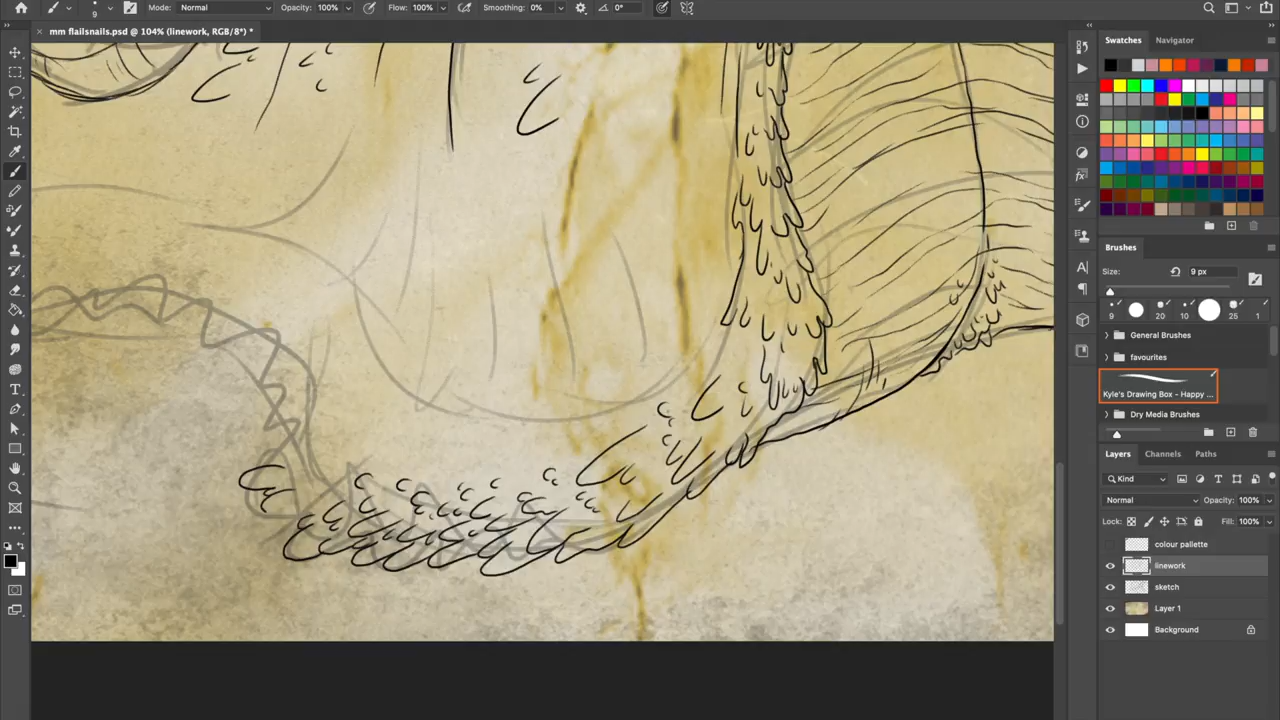 Mode: Normal Opacity: 100% Flow: 100% Smoothing: 0% 0°
9
× mm flailsnails.psd @ 104% (linework, RGB/8*) *
Swatches Navigator
Brushes
Size: 9 px
9 20 10 25 1
General Brushes
favourites
Kyle's Drawing Box - Happy ...
Dry Media Brushes
Layers Channels Paths
Kind
Normal Opacity: 100%
Lock: Fill: 100%
colour pallette
linework
sketch
Layer 1
Background